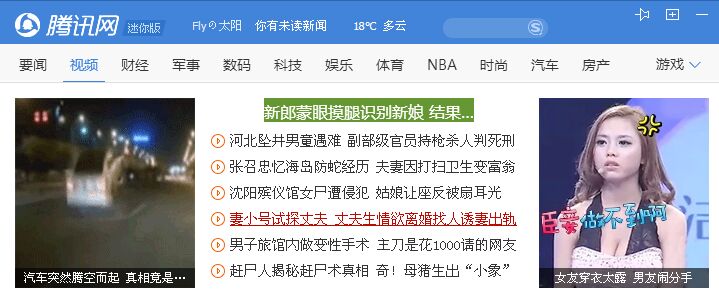 腾讯网 迷你版 Fly⊙太阳 你有未读新闻 18℃ 多云
要闻 视频 财经 军事 数码 科技 娱乐 体育 NBA 时尚 汽车 房产 游戏
新郎蒙眼摸腿识别新娘 结果...
河北坠井男童遇难 副部级官员持枪杀人判死刑
张召忠忆海岛防蛇经历 夫妻因打扫卫生变富翁
沈阳殡仪馆女尸遭侵犯 姑娘让座反被扇耳光
妻小号试探丈夫 丈夫生情欲离婚找人诱妻出轨
男子旅馆内做变性手术 主刀是花1000请的网友
赶尸人揭秘赶尸术真相 奇！母猪生出“小象”
汽车突然腾空而起 真相竟是…
臣妾做不到啊
女友穿衣太露 男友闹分手